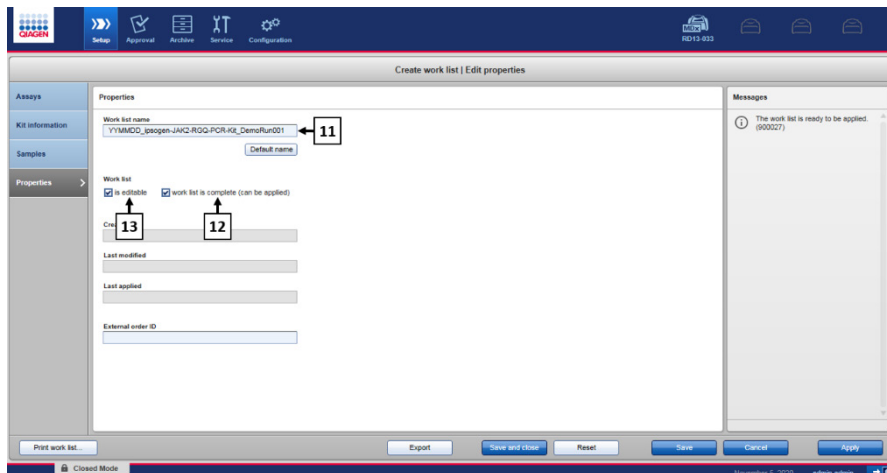 QIAGEN
Setup
Approval
Archive
Service
Configuration
MDx
RD13-033
Create work list | Edit properties
Assays
Kit information
Samples
Properties
Properties
Work list name
YYMMDD_ipsogen-JAK2-RGQ-PCR-Kit_DemoRun001
11
Default name
Work list
is editable
work list is complete (can be applied)
13
12
Last modified
Last applied
External order ID
Messages
The work list is ready to be applied.
(900027)
Print work list...
Export
Save and close
Reset
Save
Cancel
Apply
Closed Mode